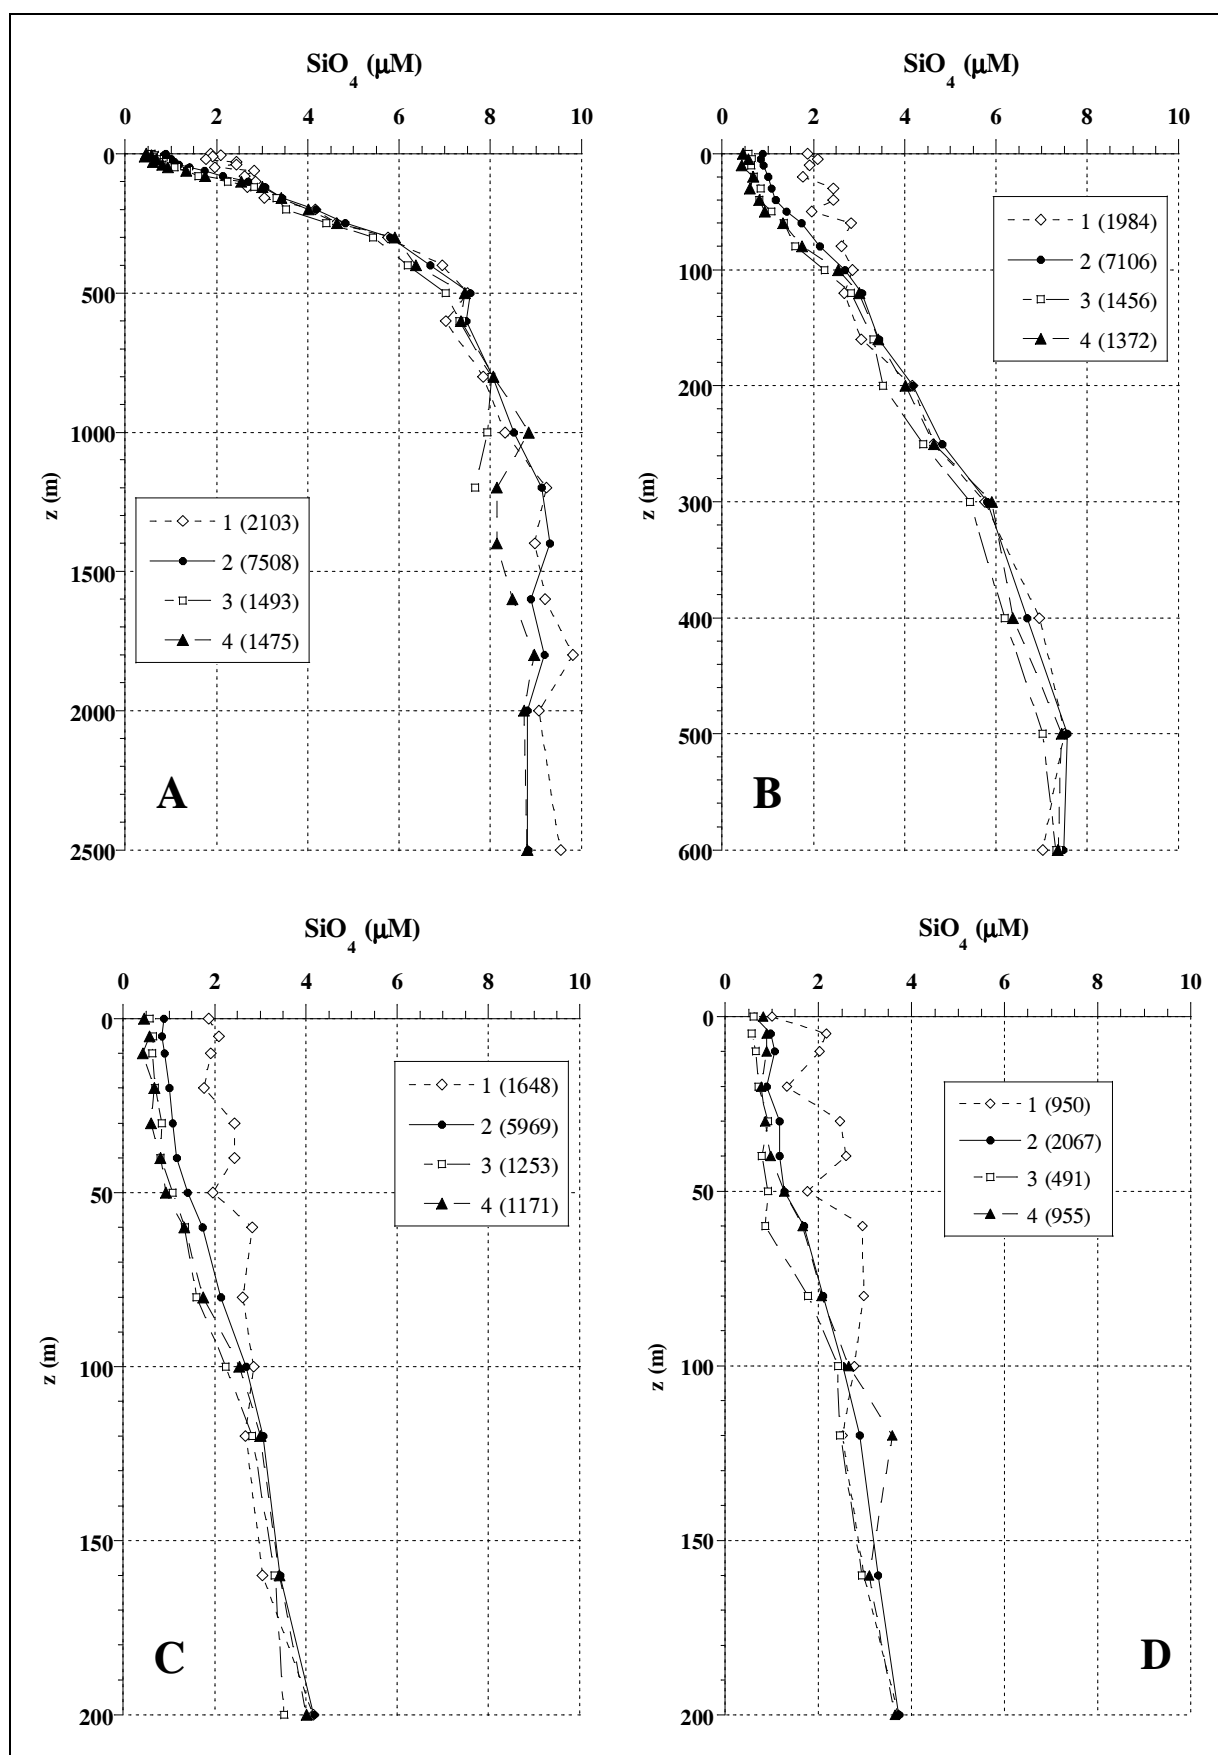 SiO4 (μM)
0 2 4 6 8 10
0
500
1000
1500
2000
2500
z (m)
1 (2103)
2 (7508)
3 (1493)
4 (1475)
A
SiO4 (μM)
0 2 4 6 8 10
0
100
200
300
400
500
600
z (m)
1 (1984)
2 (7106)
3 (1456)
4 (1372)
B
SiO4 (μM)
0 2 4 6 8 10
0
50
100
150
200
z (m)
1 (1648)
2 (5969)
3 (1253)
4 (1171)
C
SiO4 (μM)
0 2 4 6 8 10
0
50
100
150
200
z (m)
1 (950)
2 (2067)
3 (491)
4 (955)
D